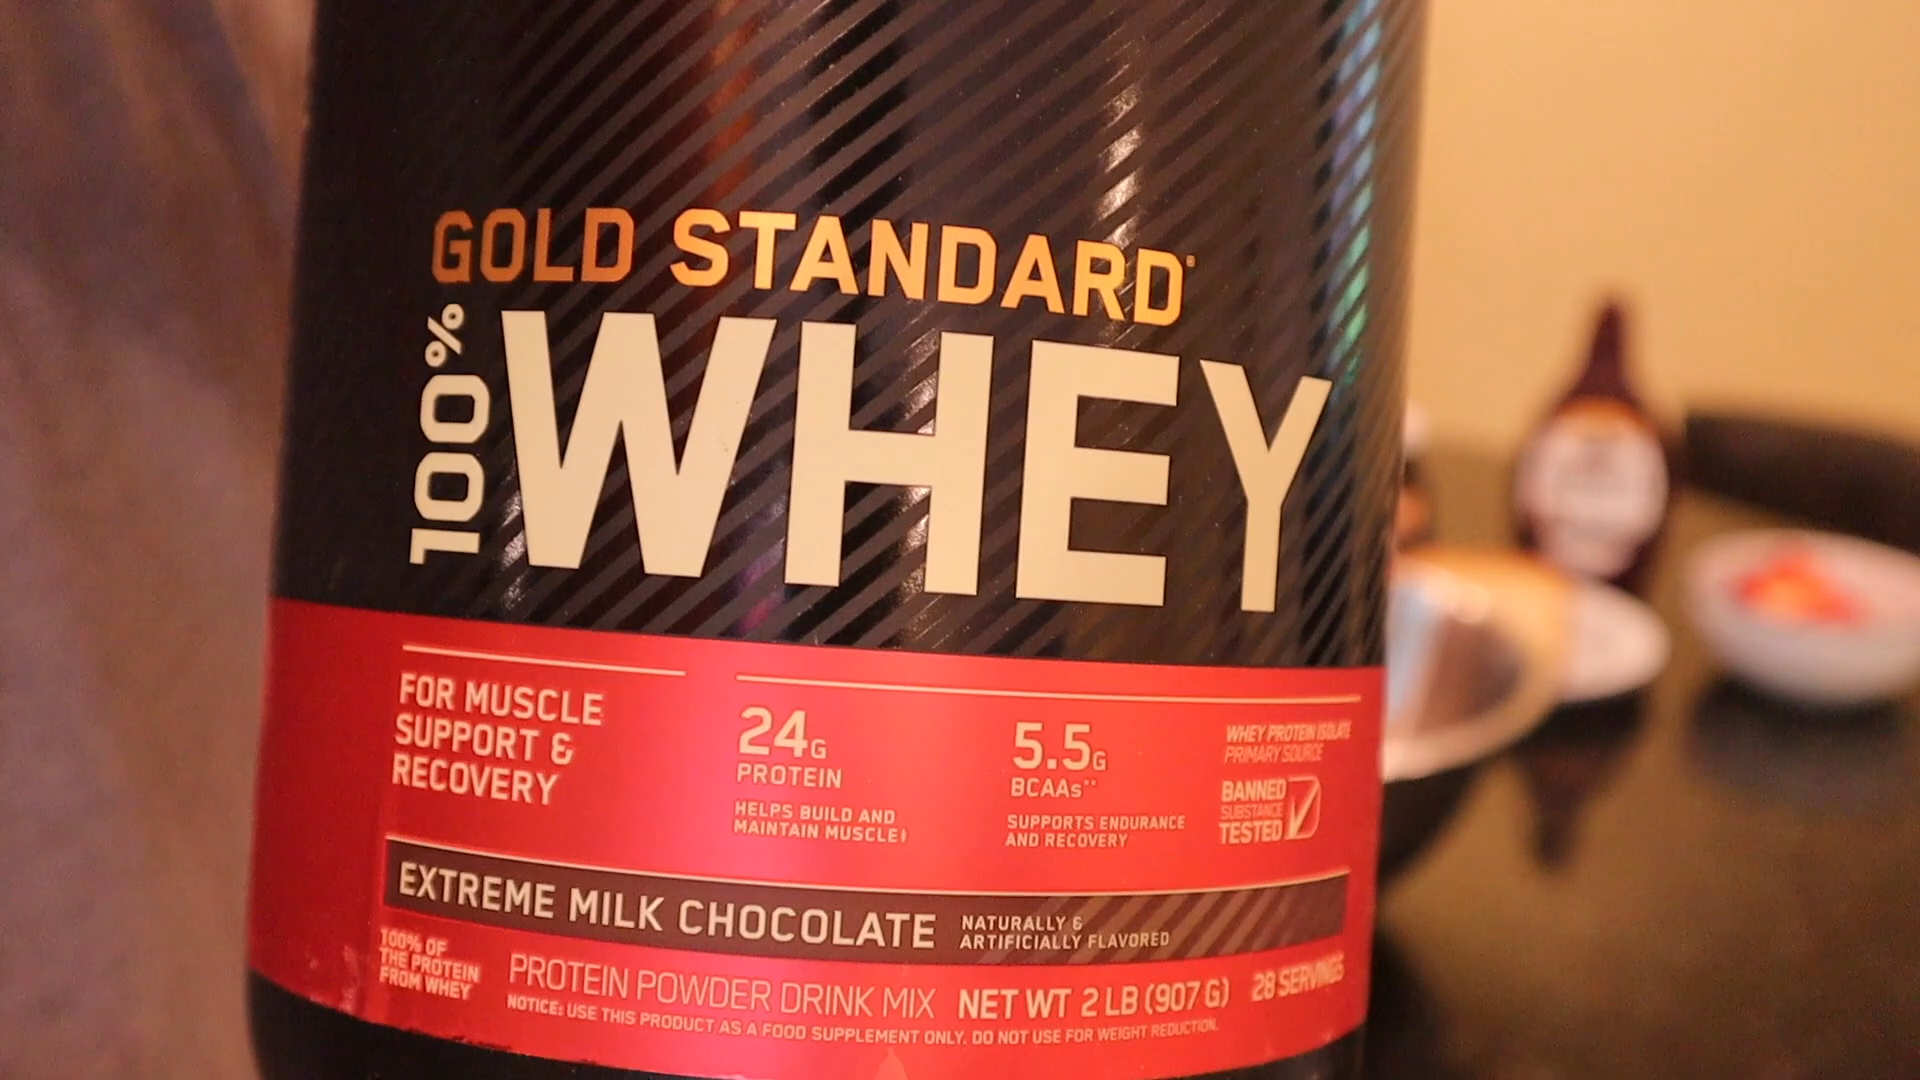 GOLD STANDARD®
100% WHEY
FOR MUSCLE
SUPPORT &
RECOVERY
24G
PROTEIN
HELPS BUILD AND
MAINTAIN MUSCLE‡
5.5G
BCAAs**
SUPPORTS ENDURANCE
AND RECOVERY
WHEY PROTEIN ISOLATE
PRIMARY SOURCE
BANNED
SUBSTANCE
TESTED
EXTREME MILK CHOCOLATE
NATURALLY &
ARTIFICIALLY FLAVORED
100% OF
THE PROTEIN
FROM WHEY
PROTEIN POWDER DRINK MIX NET WT 2 LB (907 G) 28 SERVINGS
NOTICE: USE THIS PRODUCT AS A FOOD SUPPLEMENT ONLY. DO NOT USE FOR WEIGHT REDUCTION.